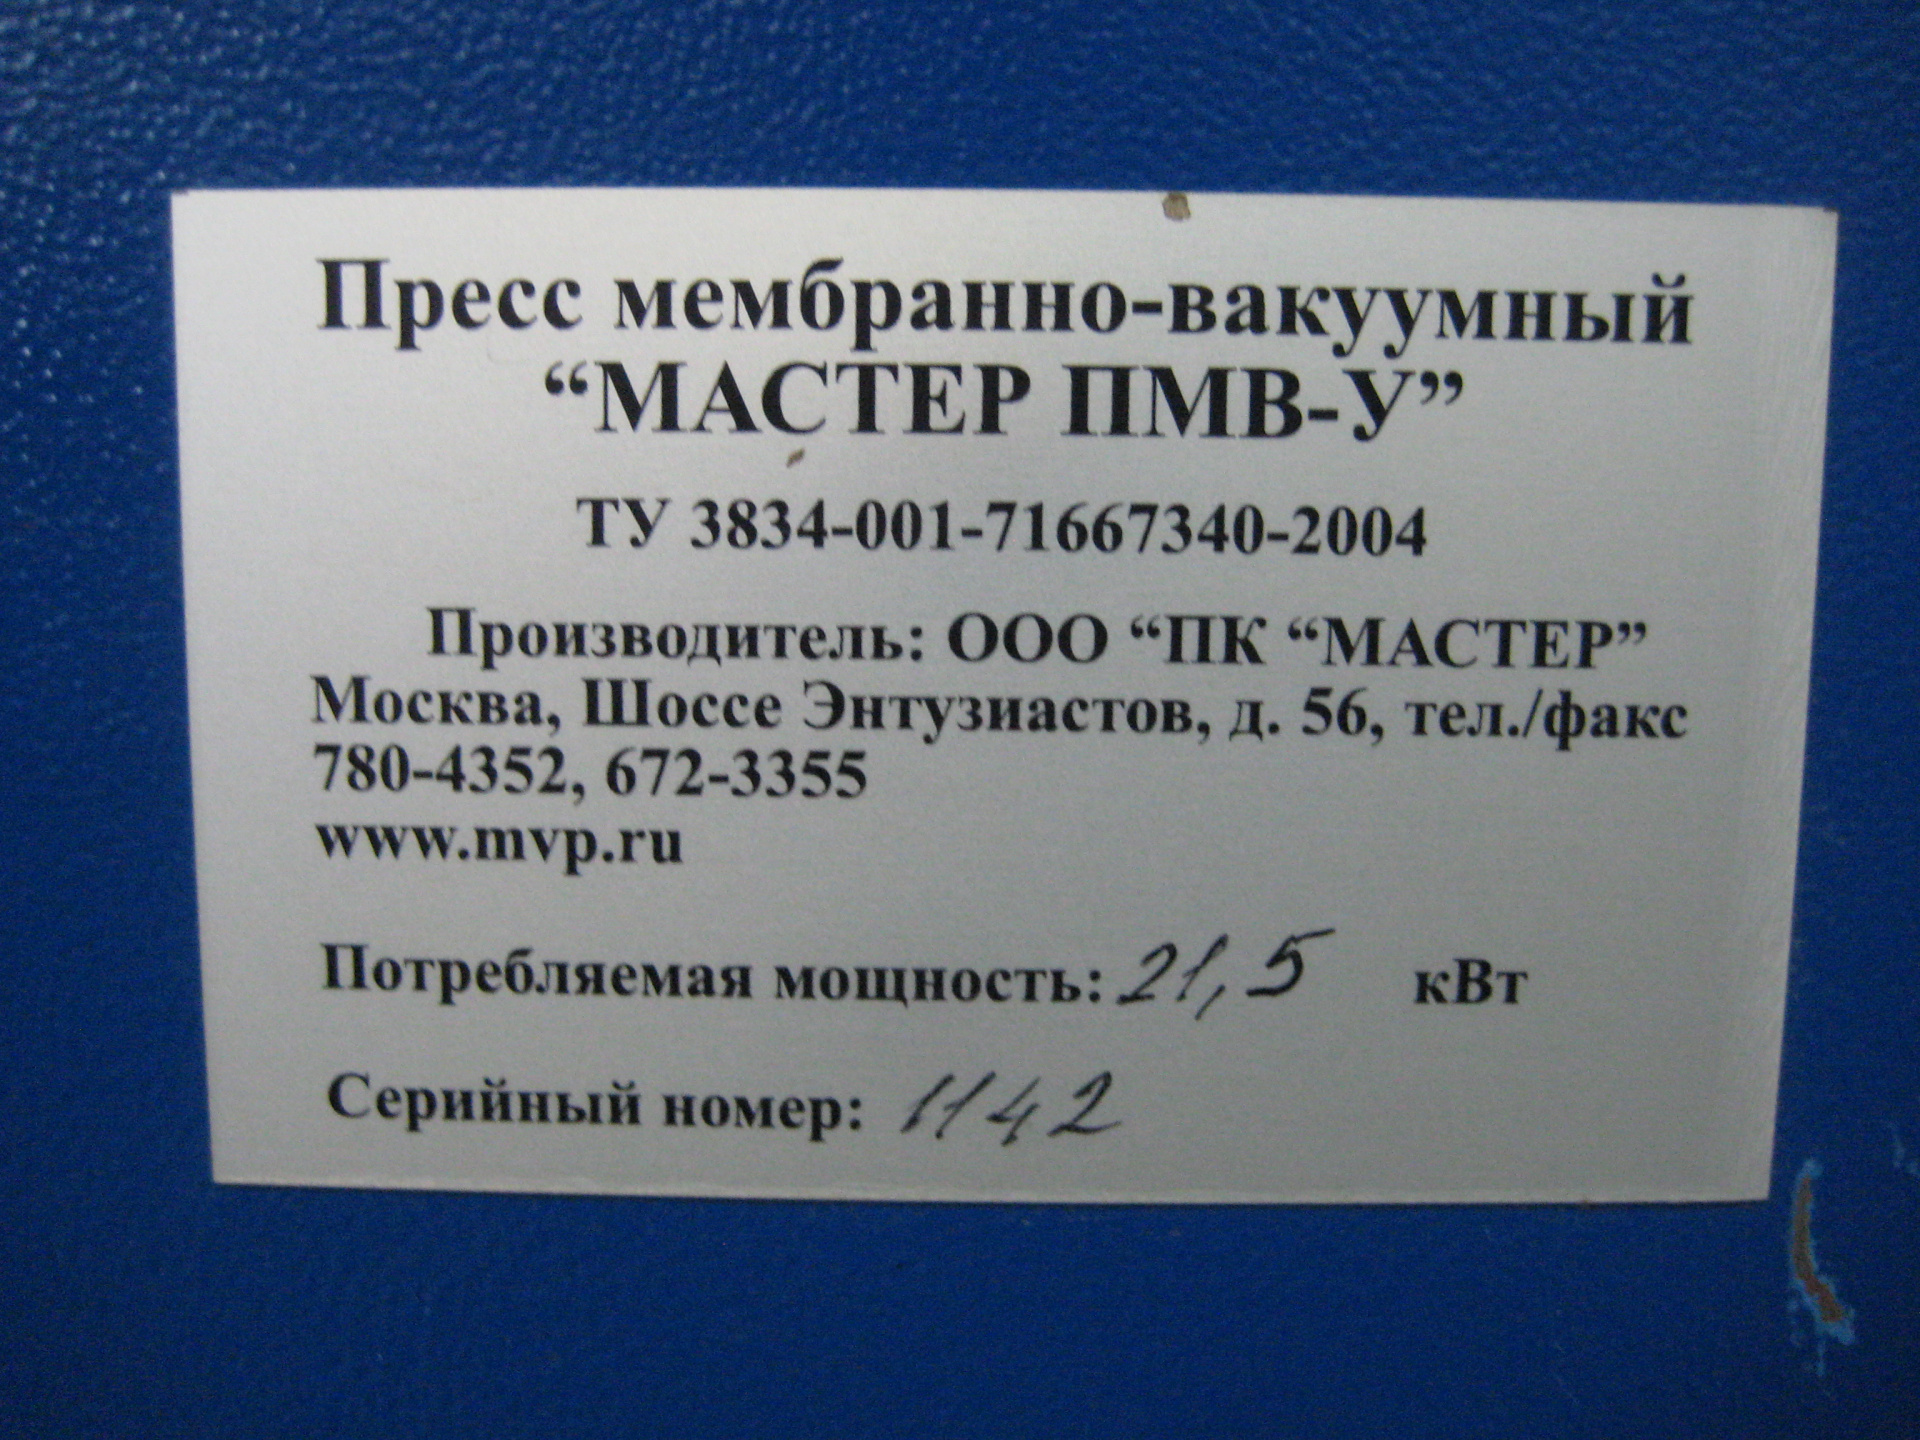 Пресс мембранно-вакуумный
“МАСТЕР ПМВ-У”
ТУ 3834-001-71667340-2004
Производитель: ООО “ПК “МАСТЕР”
Москва, Шоссе Энтузиастов, д. 56, тел./факс
780-4352, 672-3355
www.mvp.ru
Потребляемая мощность: 21,5 кВт
Серийный номер: 1142